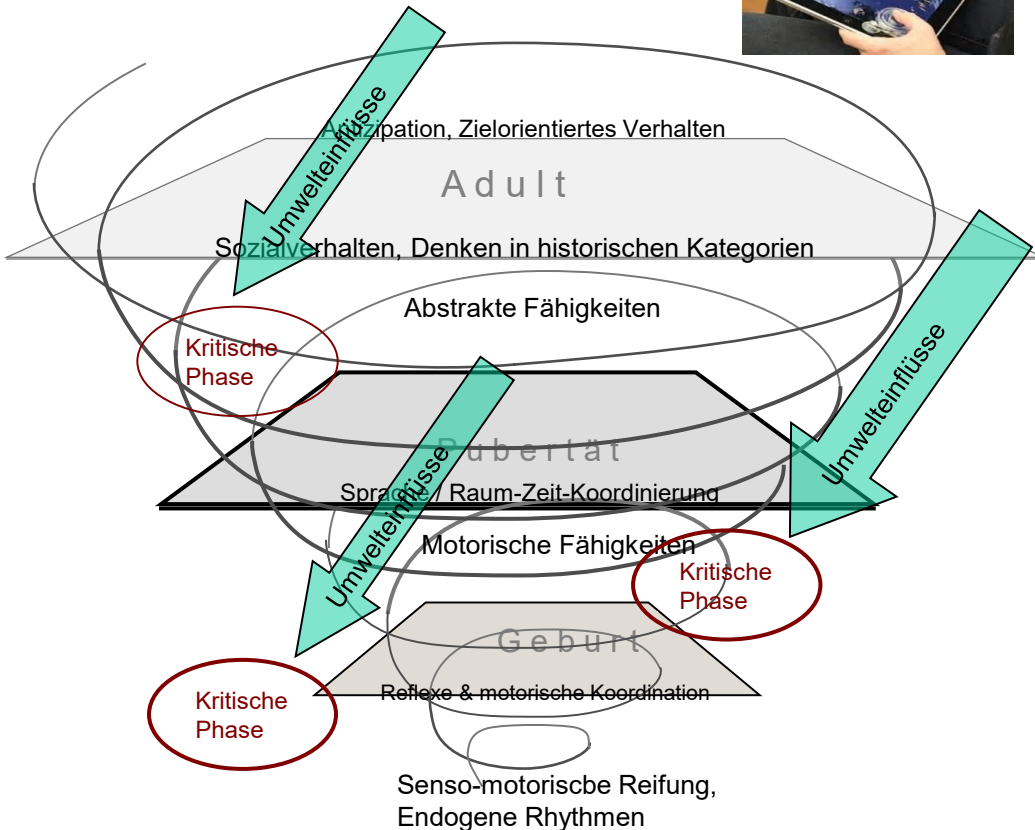 Umwelteinflüsse
Antizipation, Zielorientiertes Verhalten
Adult
Sozialverhalten, Denken in historischen Kategorien
Abstrakte Fähigkeiten
Kritische
Phase
Umwelteinflüsse
Pubertät
Sprache / Raum-Zeit-Koordinierung
Umwelteinflüsse
Motorische Fähigkeiten
Kritische
Phase
Geburt
Reflexe & motorische Koordination
Kritische
Phase
Senso-motoriscbe Reifung,
Endogene Rhythmen